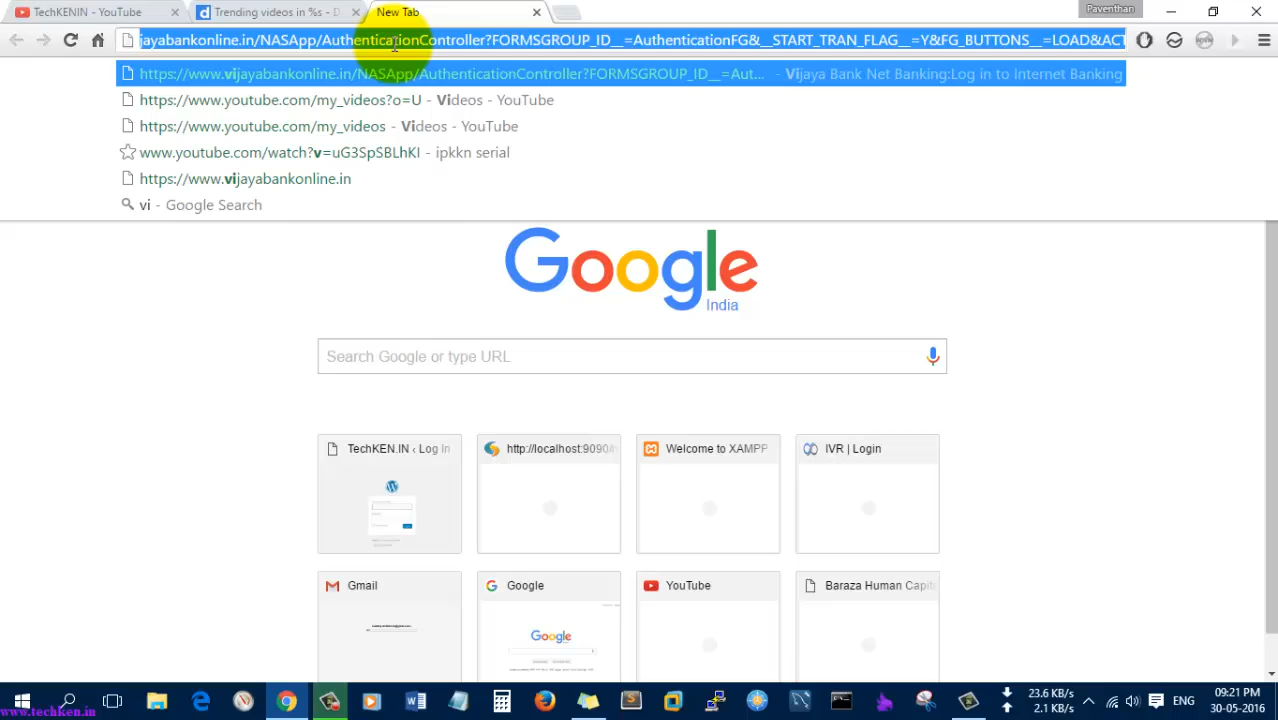 TechKENIN - YouTube
Trending videos in %s - D
New Tab
Paventhan
jayabankonline.in/NASApp/AuthenticationController?FORMSGROUP_ID__=AuthenticationFG&__START_TRAN_FLAG__=Y&FG_BUTTONS__=LOAD&ACT
https://www.vijayabankonline.in/NASApp/AuthenticationController?FORMSGROUP_ID__=Aut... - Vijaya Bank Net Banking:Log in to Internet Banking
https://www.youtube.com/my_videos?o=U - Videos - YouTube
https://www.youtube.com/my_videos - Videos - YouTube
www.youtube.com/watch?v=uG3SpSBLhKI - ipkkn serial
https://www.vijayabankonline.in
vi - Google Search
Google
India
Search Google or type URL
TechKEN.IN ‹ Log In
http://localhost:9090/
Welcome to XAMPP
IVR | Login
Gmail
Google
YouTube
Baraza Human Capit
Google
23.6 KB/s
2.1 KB/s
ENG
09:21 PM
30-05-2016
www.techken.in